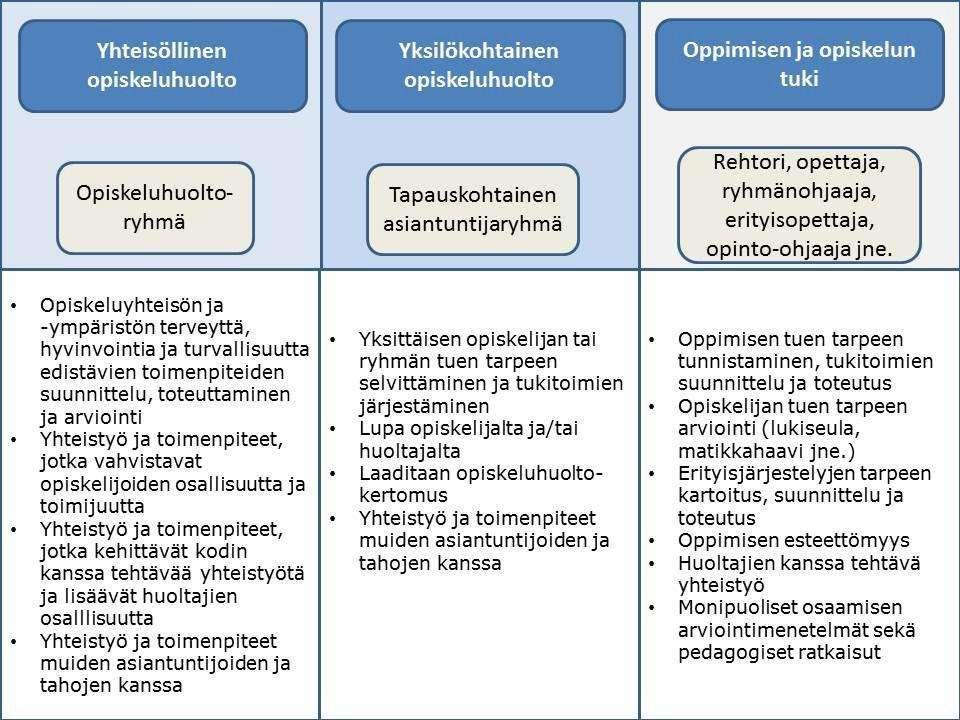 Yhteisöllinen
opiskeluhuolto
Opiskeluhuolto-
ryhmä
• Opiskeluyhteisön ja
-ympäristön terveyttä,
hyvinvointia ja turvallisuutta
edistävien toimenpiteiden
suunnittelu, toteuttaminen
ja arviointi
• Yhteistyö ja toimenpiteet,
jotka vahvistavat
opiskelijoiden osallisuutta ja
toimijuutta
• Yhteistyö ja toimenpiteet,
jotka kehittävät kodin
kanssa tehtävää yhteistyötä
ja lisäävät huoltajien
osalllisuutta
• Yhteistyö ja toimenpiteet
muiden asiantuntijoiden ja
tahojen kanssa
Yksilökohtainen
opiskeluhuolto
Tapauskohtainen
asiantuntijaryhmä
• Yksittäisen opiskelijan tai
ryhmän tuen tarpeen
selvittäminen ja tukitoimien
järjestäminen
• Lupa opiskelijalta ja/tai
huoltajalta
• Laaditaan opiskeluhuolto-
kertomus
• Yhteistyö ja toimenpiteet
muiden asiantuntijoiden ja
tahojen kanssa
Oppimisen ja opiskelun
tuki
Rehtori, opettaja,
ryhmänohjaaja,
erityisopettaja,
opinto-ohjaaja jne.
• Oppimisen tuen tarpeen
tunnistaminen, tukitoimien
suunnittelu ja toteutus
• Opiskelijan tuen tarpeen
arviointi (lukiseula,
matikkahaavi jne.)
• Erityisjärjestelyjen tarpeen
kartoitus, suunnittelu ja
toteutus
• Oppimisen esteettömyys
• Huoltajien kanssa tehtävä
yhteistyö
• Monipuoliset osaamisen
arviointimenetelmät sekä
pedagogiset ratkaisut